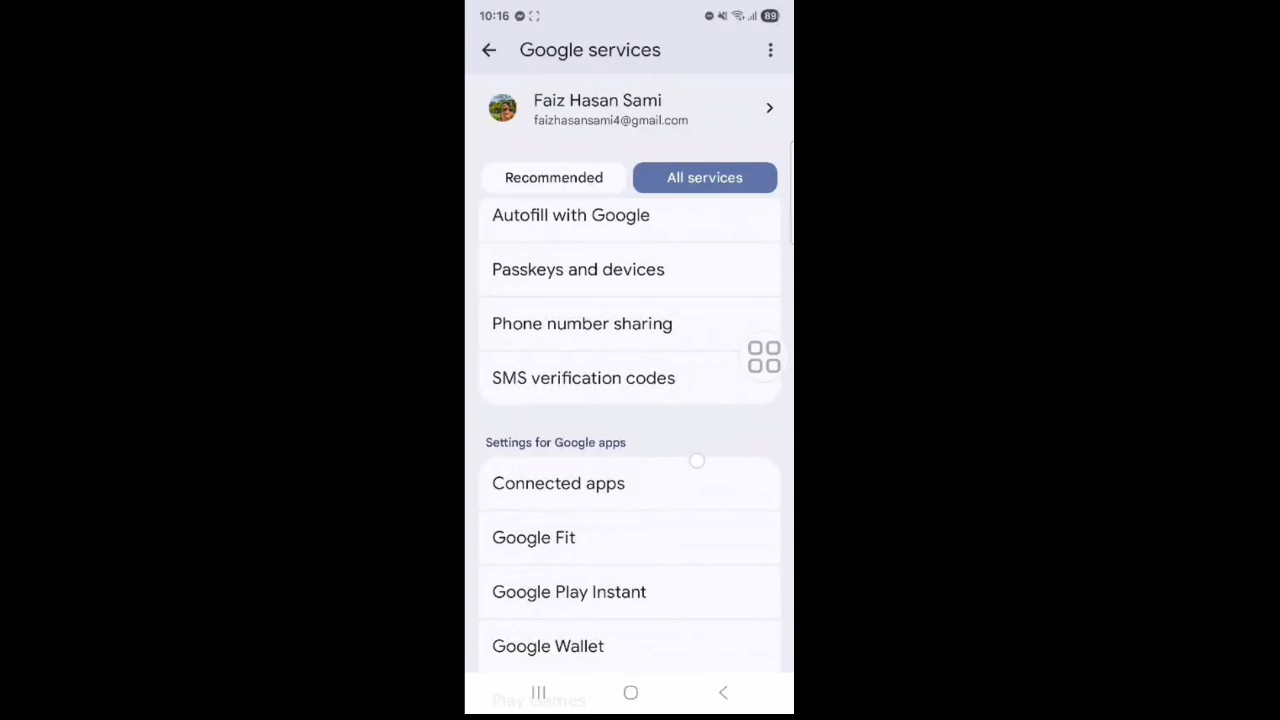 10:16
89
Google services
Faiz Hasan Sami
faizhasansami4@gmail.com
Recommended
All services
Autofill with Google
Passkeys and devices
Phone number sharing
SMS verification codes
Settings for Google apps
Connected apps
Google Fit
Google Play Instant
Google Wallet
Play Games